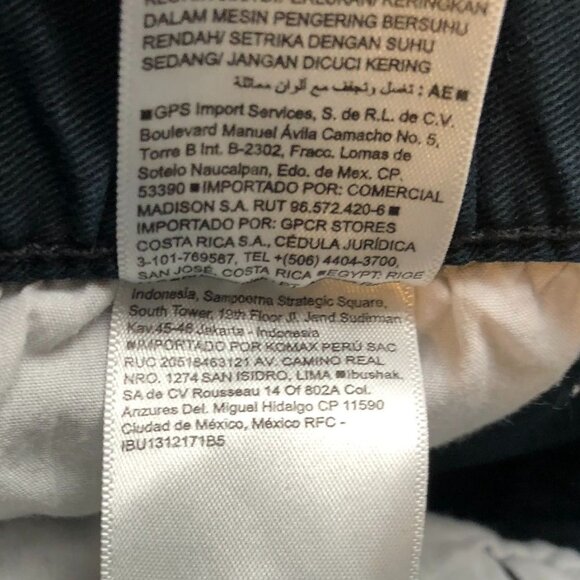 DALAM MESIN PENGERING BERSUHU
RENDAH/ SETRIKA DENGAN SUHU
SEDANG/ JANGAN DICUCI KERING
■AE : تغسل وتجفف مع ألوان مماثلة
■GPS Import Services, S. de R.L. de C.V.
Boulevard Manuel Ávila Camacho No. 5,
Torre B Int. B-2302, Fracc. Lomas de
Sotelo Naucalpan, Edo. de Mex. CP.
53390 ■IMPORTADO POR: COMERCIAL
MADISON S.A. RUT 96.572.420-6 ■
IMPORTADO POR: GPCR STORES
COSTA RICA S.A., CÉDULA JURÍDICA
3-101-769587, TEL +(506) 4404-3700,
SAN JOSÉ, COSTA RICA ■EGYPT: RIGE
Indonesia, Sampoerna Strategic Square,
South Tower, 19th Floor Jl. Jend Sudirman
Kav.45-46 Jakarta - Indonesia
■IMPORTADO POR KOMAX PERÚ SAC
RUC 20518463121 AV. CAMINO REAL
NRO. 1274 SAN ISIDRO, LIMA ■ibushak.
SA de CV Rousseau 14 Of 802A Col.
Anzures Del. Miguel Hidalgo CP 11590
Ciudad de México, México RFC -
IBU1312171B5